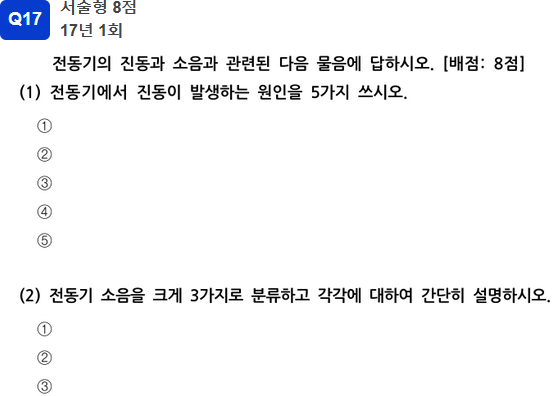 Q17
서술형 8점
17년 1회
전동기의 진동과 소음과 관련된 다음 물음에 답하시오. [배점: 8점]
(1) 전동기에서 진동이 발생하는 원인을 5가지 쓰시오.
①
②
③
④
⑤
(2) 전동기 소음을 크게 3가지로 분류하고 각각에 대하여 간단히 설명하시오.
①
②
③